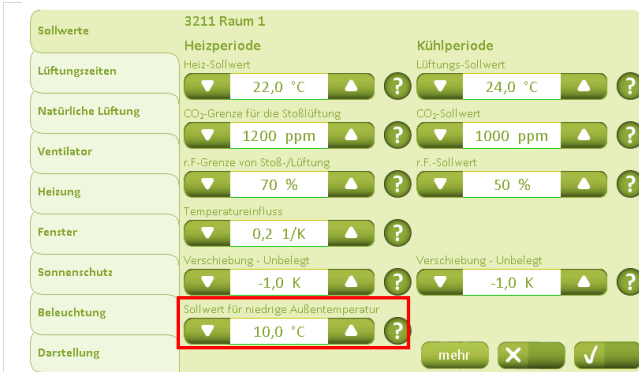 Sollwerte
Lüftungszeiten
Natürliche Lüftung
Ventilator
Heizung
Fenster
Sonnenschutz
Beleuchtung
Darstellung
3211 Raum 1
Heizperiode Kühlperiode
Heiz-Sollwert Lüftungs-Sollwert
22,0 °C ? 24,0 °C ?
CO₂-Grenze für die Stoßlüftung CO₂-Sollwert
1200 ppm ? 1000 ppm ?
r.F-Grenze von Stoß-/Lüftung r.F.-Sollwert
70 % ? 50 % ?
Temperatureinfluss
0,2 1/K ?
Verschiebung - Unbelegt Verschiebung - Unbelegt
-1,0 K ? -1,0 K ?
Sollwert für niedrige Außentemperatur
10,0 °C ?
mehr